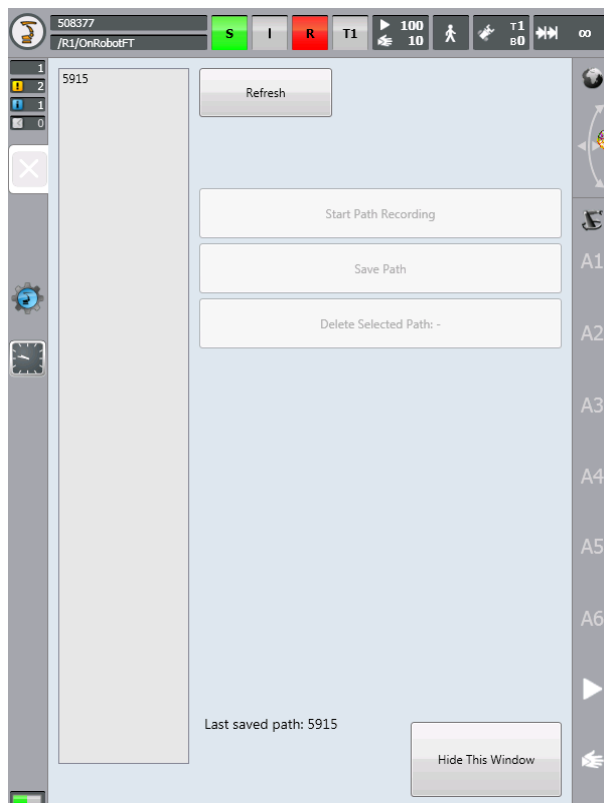 508377
/R1/OnRobotFT
S I R T1 100 10 T1 B0 ∞
1
2
1
0
5915
Refresh
Start Path Recording
Save Path
Delete Selected Path: -
A1
A2
A3
A4
A5
A6
Last saved path: 5915
Hide This Window